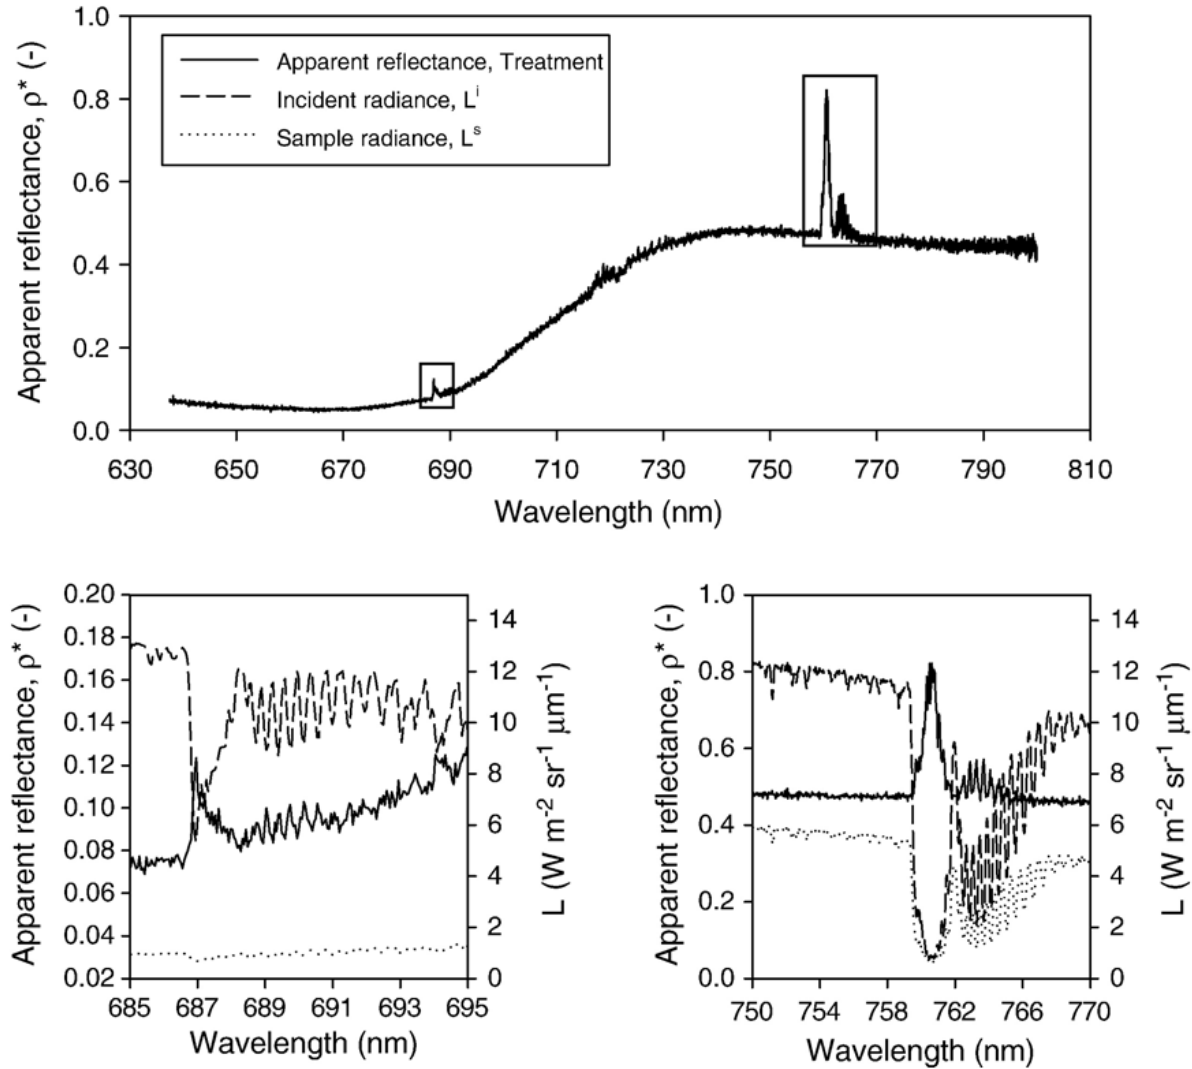 1.0
0.8
0.6
0.4
0.2
0.0
Apparent reflectance, ρ* (-)
Apparent reflectance, Treatment
Incident radiance, Lⁱ
Sample radiance, Lˢ
630 650 670 690 710 730 750 770 790 810
Wavelength (nm)
0.20
0.18
0.16
0.14
0.12
0.10
0.08
0.06
0.04
0.02
Apparent reflectance, ρ* (-)
14
12
10
8
6
4
2
0
L (W m-2 sr-1 μm-1)
685 687 689 691 693 695
Wavelength (nm)
1.0
0.8
0.6
0.4
0.2
0.0
Apparent reflectance, ρ* (-)
14
12
10
8
6
4
2
0
L (W m-2 sr-1 μm-1)
750 754 758 762 766 770
Wavelength (nm)